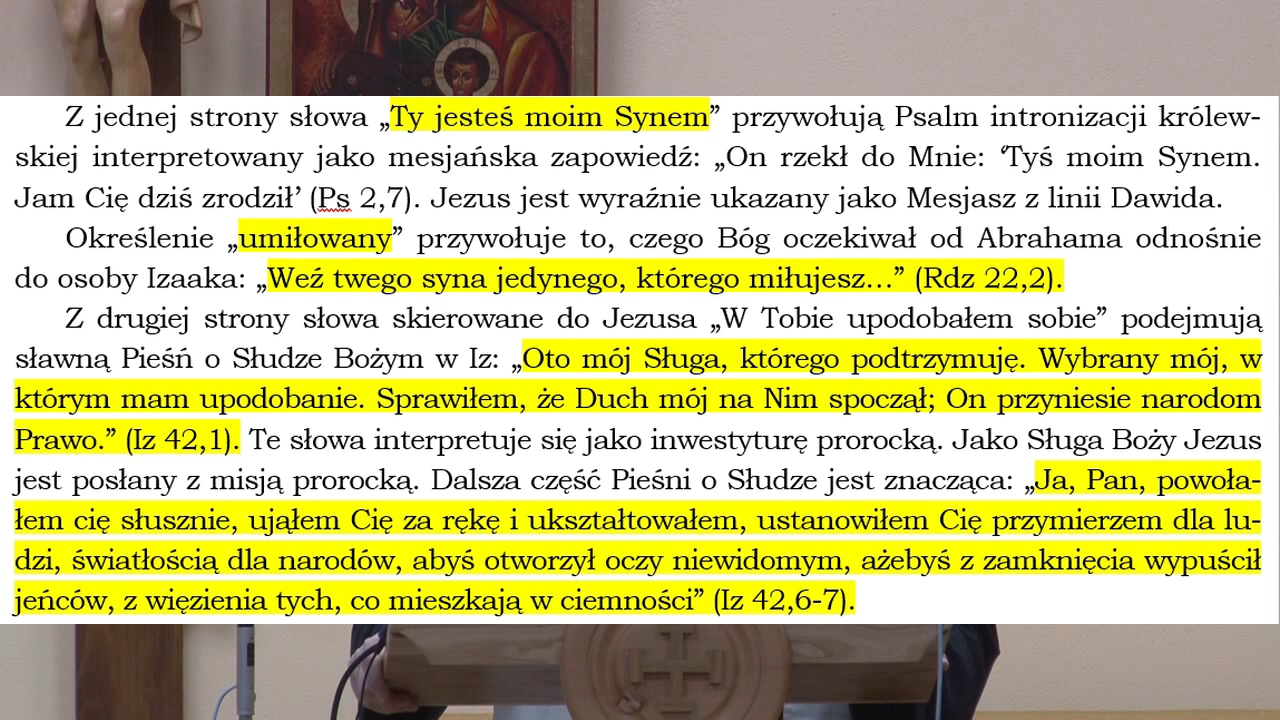 Z jednej strony słowa „Ty jesteś moim Synem” przywołują Psalm intronizacji królew-
skiej interpretowany jako mesjańska zapowiedź: „On rzekł do Mnie: ‘Tyś moim Synem.
Jam Cię dziś zrodził’ (Ps 2,7). Jezus jest wyraźnie ukazany jako Mesjasz z linii Dawida.
Określenie „umiłowany” przywołuje to, czego Bóg oczekiwał od Abrahama odnośnie
do osoby Izaaka: „Weź twego syna jedynego, którego miłujesz...” (Rdz 22,2).
Z drugiej strony słowa skierowane do Jezusa „W Tobie upodobałem sobie” podejmują
sławną Pieśń o Słudze Bożym w Iz: „Oto mój Sługa, którego podtrzymuję. Wybrany mój, w
którym mam upodobanie. Sprawiłem, że Duch mój na Nim spoczął; On przyniesie narodom
Prawo.” (Iz 42,1). Te słowa interpretuje się jako inwestyturę prorocką. Jako Sługa Boży Jezus
jest posłany z misją prorocką. Dalsza część Pieśni o Słudze jest znacząca: „Ja, Pan, powoła-
łem cię słusznie, ująłem Cię za rękę i ukształtowałem, ustanowiłem Cię przymierzem dla lu-
dzi, światłością dla narodów, abyś otworzył oczy niewidomym, ażebyś z zamknięcia wypuścił
jeńców, z więzienia tych, co mieszkają w ciemności” (Iz 42,6-7).